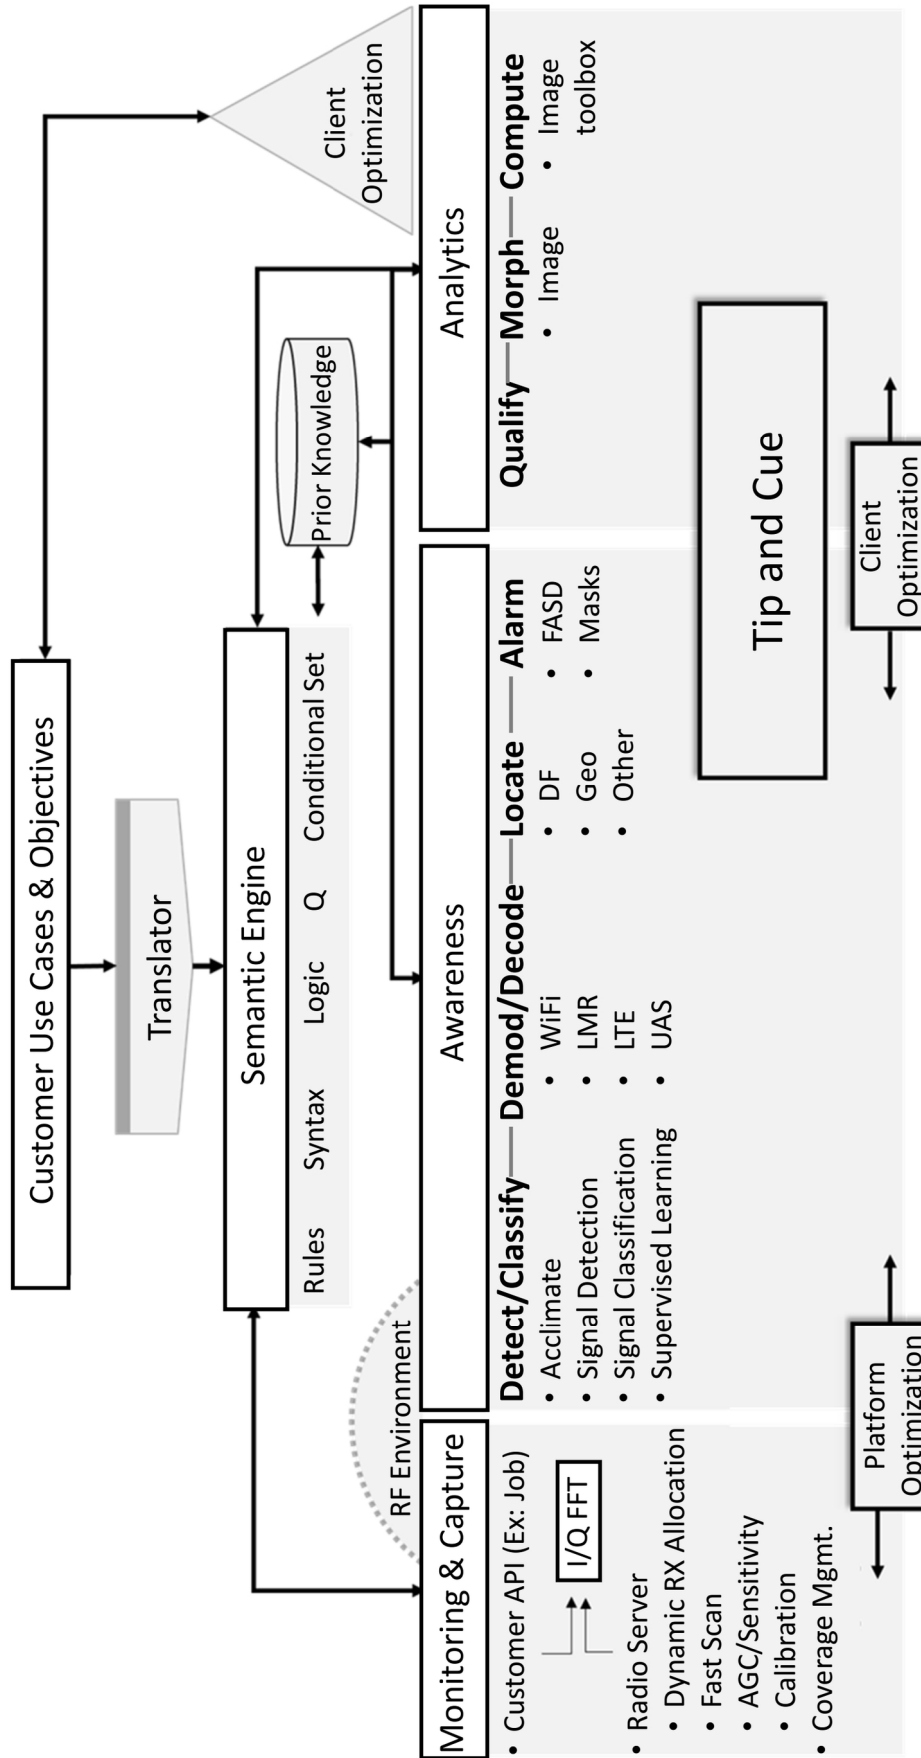 Customer Use Cases & Objectives
Translator
Semantic Engine
Rules Syntax Logic Q Conditional Set
Prior Knowledge
Client
Optimization
RF Environment
Monitoring & Capture
• Customer API (Ex: Job)
I/Q FFT
• Radio Server
• Dynamic RX Allocation
• Fast Scan
• AGC/Sensitivity
• Calibration
• Coverage Mgmt.
Awareness
Detect/Classify
• Acclimate
• Signal Detection
• Signal Classification
• Supervised Learning
Demod/Decode
• WiFi
• LMR
• LTE
• UAS
Locate
• DF
• Geo
• Other
Alarm
• FASD
• Masks
Analytics
Qualify
Morph
• Image
Compute
• Image
toolbox
Tip and Cue
Platform
Optimization
Client
Optimization